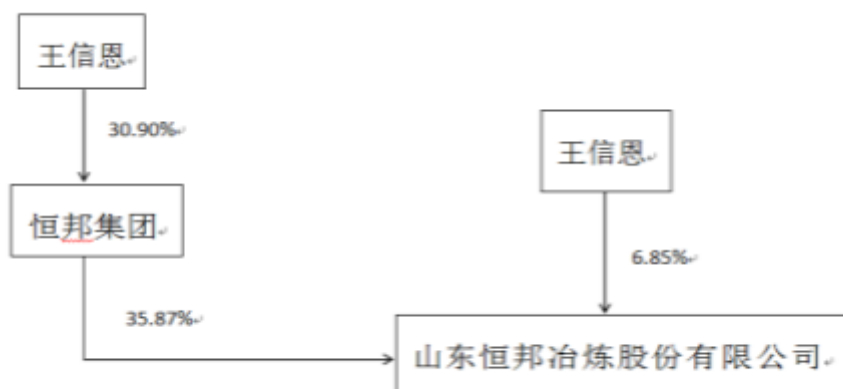 王信恩
30.90%
王信恩
恒邦集团
6.85%
35.87%
山东恒邦冶炼股份有限公司